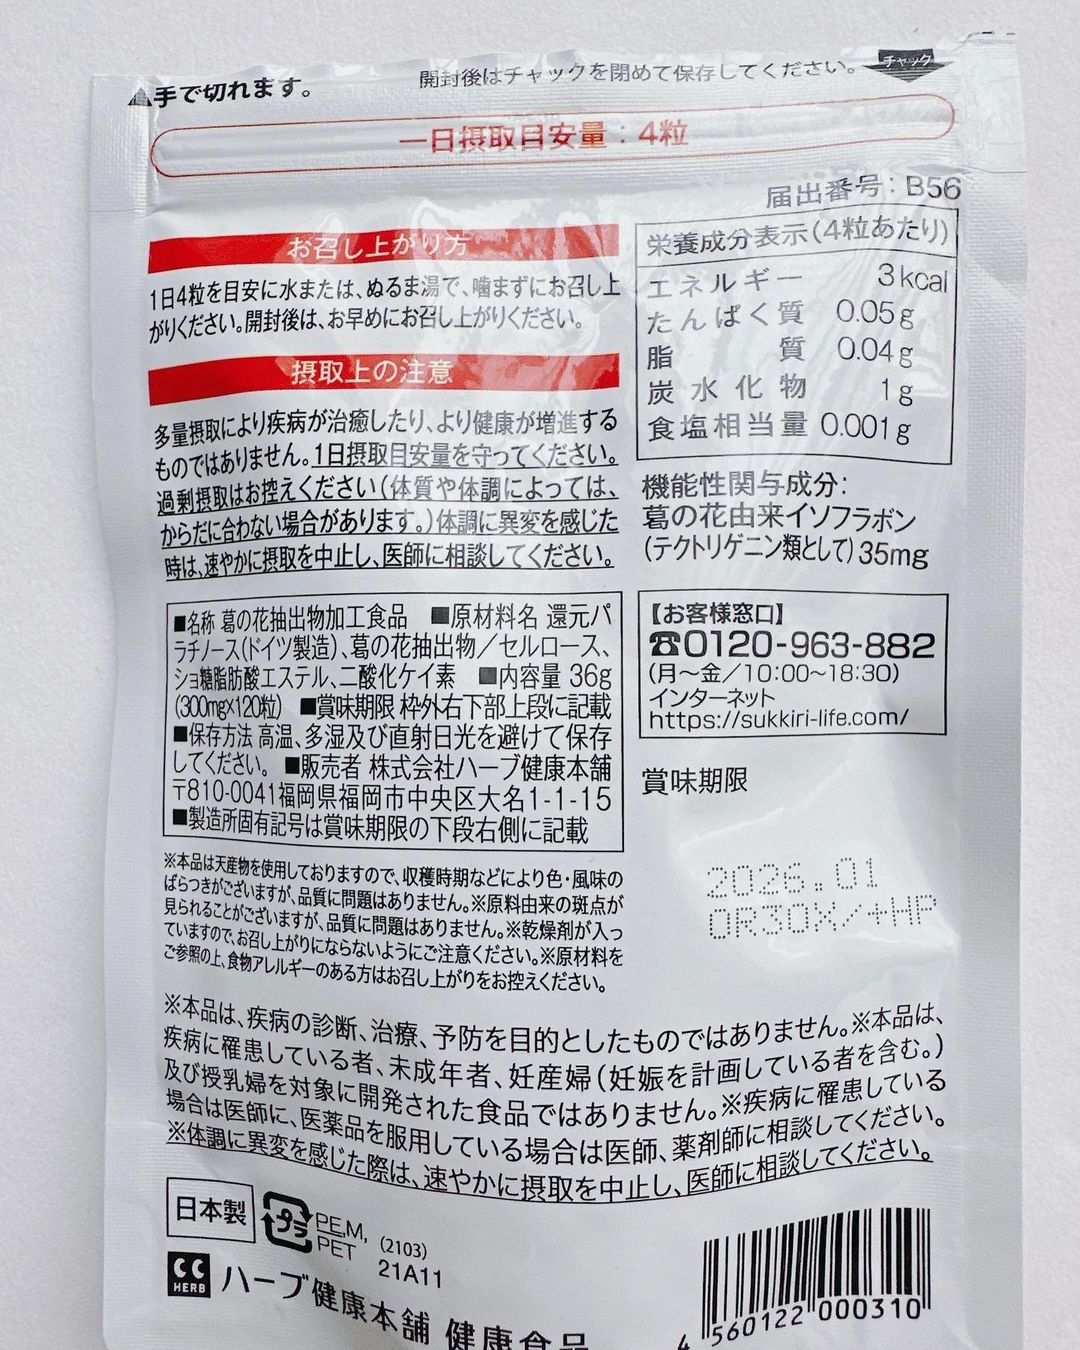 手で切れます。
開封後はチャックを閉めて保存してください。
チャック
一日摂取目安量：4粒
届出番号：B56
お召し上がり方
1日4粒を目安に水または、ぬるま湯で、噛まずにお召し上
がりください。開封後は、お早めにお召し上がりください。
摂取上の注意
多量摂取により疾病が治癒したり、より健康が増進する
ものではありません。1日摂取目安量を守ってください。
過剰摂取はお控えください（体質や体調によっては、
からだに合わない場合があります。）体調に異変を感じた
時は、速やかに摂取を中止し、医師に相談してください。
栄養成分表示（4粒あたり）
エネルギー 3kcal
たんぱく質 0.05g
脂質 0.04g
炭水化物 1g
食塩相当量 0.001g
機能性関与成分：
葛の花由来イソフラボン
（テクトリゲニン類として）35mg
■名称 葛の花抽出物加工食品 ■原材料名 還元パ
ラチノース（ドイツ製造）、葛の花抽出物／セルロース、
ショ糖脂肪酸エステル、二酸化ケイ素 ■内容量 36g
（300mg×120粒） ■賞味期限 枠外右下部上段に記載
■保存方法 高温、多湿及び直射日光を避けて保存
してください。 ■販売者 株式会社ハーブ健康本舗
〒810-0041福岡県福岡市中央区大名1-1-15
■製造所固有記号は賞味期限の下段右側に記載
【お客様窓口】
☎0120-963-882
（月～金／10:00～18:30）
インターネット
https://sukkiri-life.com/
賞味期限
2026.01
0R30X/+HP
※本品は天産物を使用しておりますので、収穫時期などにより色・風味の
ばらつきがございますが、品質に問題はありません。※原料由来の斑点が
見られることがございますが、品質に問題はありません。※乾燥剤が入っ
ていますので、お召し上がりにならないようにご注意ください。※原材料を
ご参照の上、食物アレルギーのある方はお召し上がりをお控えください。
※本品は、疾病の診断、治療、予防を目的としたものではありません。※本品は、
疾病に罹患している者、未成年者、妊産婦（妊娠を計画している者を含む。）
及び授乳婦を対象に開発された食品ではありません。※疾病に罹患している
場合は医師に、医薬品を服用している場合は医師、薬剤師に相談してください。
※体調に異変を感じた際は、速やかに摂取を中止し、医師に相談してください。
日本製
プラ
PE,M,
PET
(2103)
21A11
CC
HERB
ハーブ健康本舗 健康食品
4 560122 000310